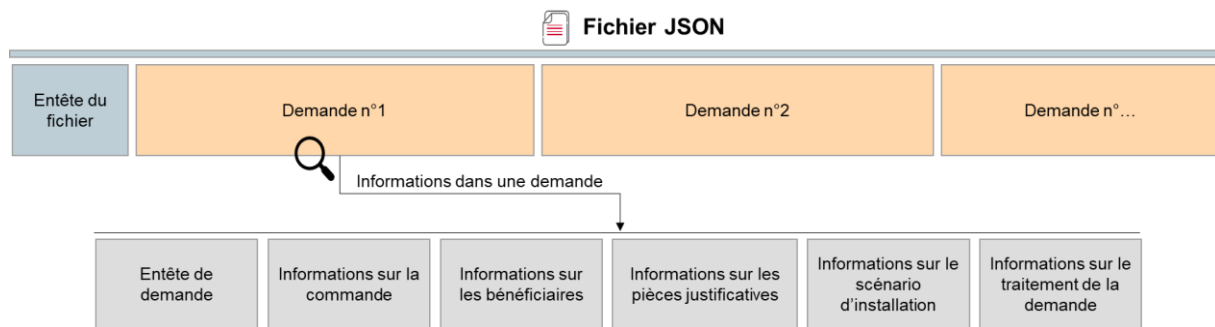 Fichier JSON
Entête du
fichier
Demande n°1
Demande n°2
Demande n°...
Informations dans une demande
Entête de
demande
Informations sur la
commande
Informations sur
les bénéficiaires
Informations sur les
pièces justificatives
Informations sur le
scénario
d'installation
Informations sur le
traitement de la
demande